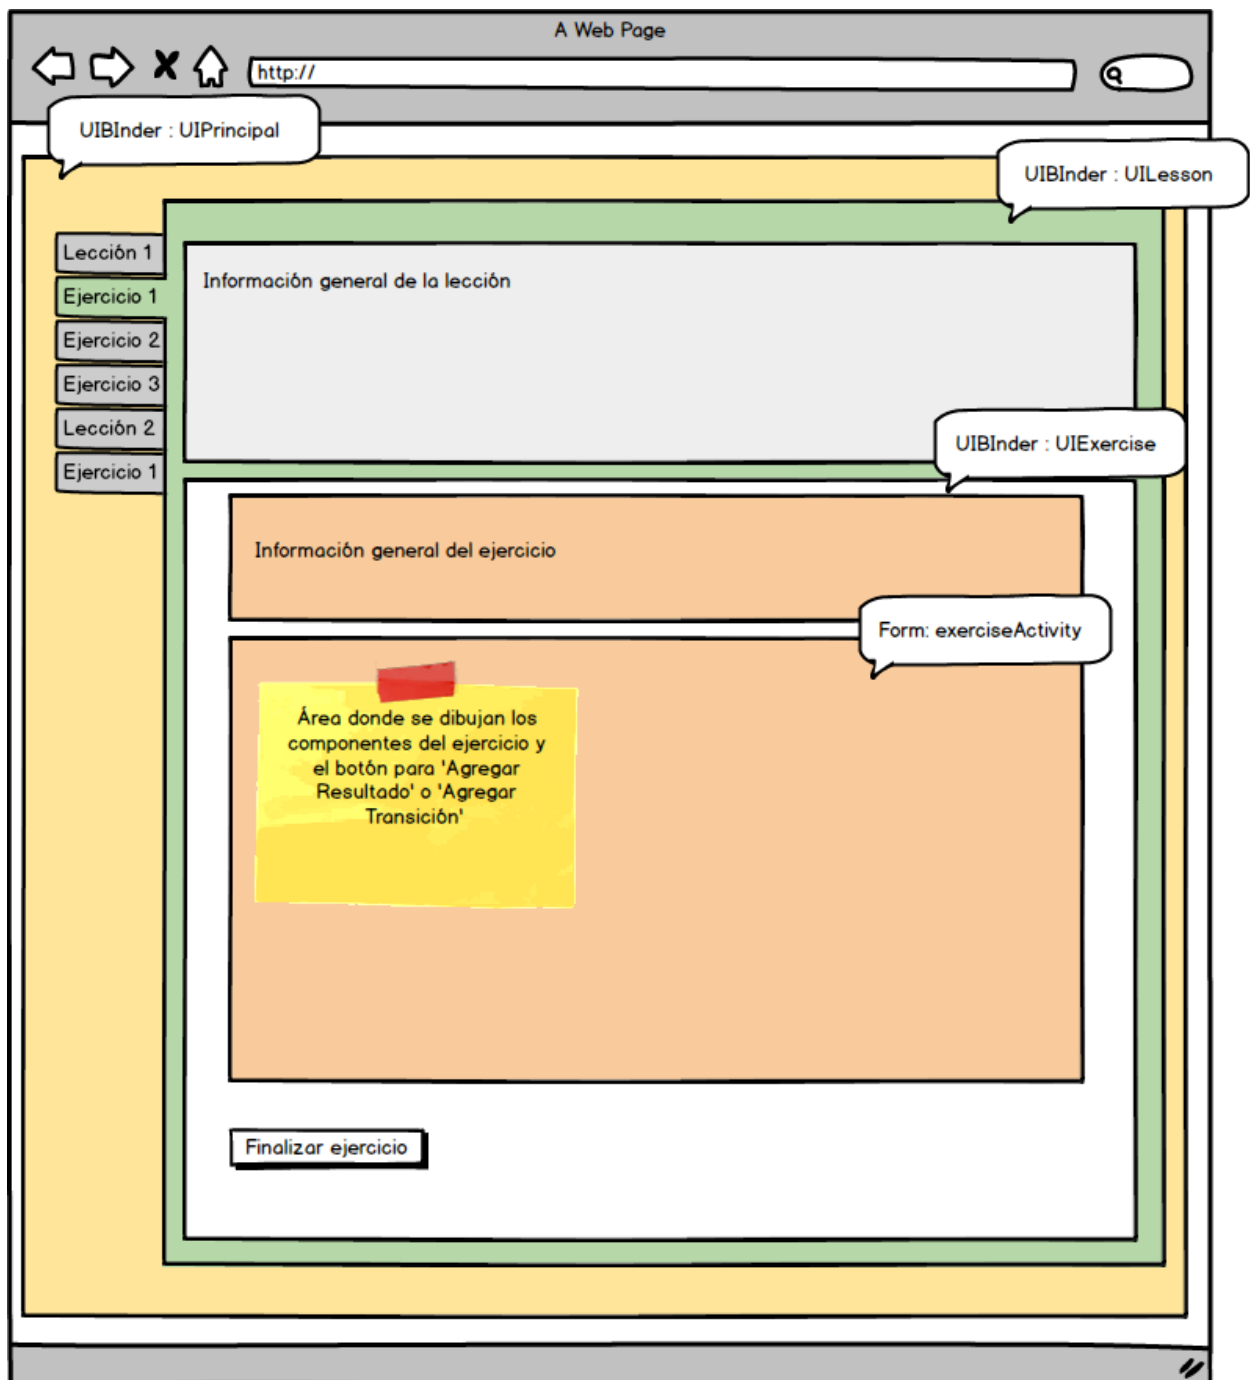 A Web Page
http://
UIBInder : UIPrincipal
UIBInder : UILesson
Lección 1
Ejercicio 1
Ejercicio 2
Ejercicio 3
Lección 2
Ejercicio 1
Información general de la lección
UIBInder : UIExercise
Información general del ejercicio
Form: exerciseActivity
Área donde se dibujan los
componentes del ejercicio y
el botón para 'Agregar
Resultado' o 'Agregar
Transición'
Finalizar ejercicio